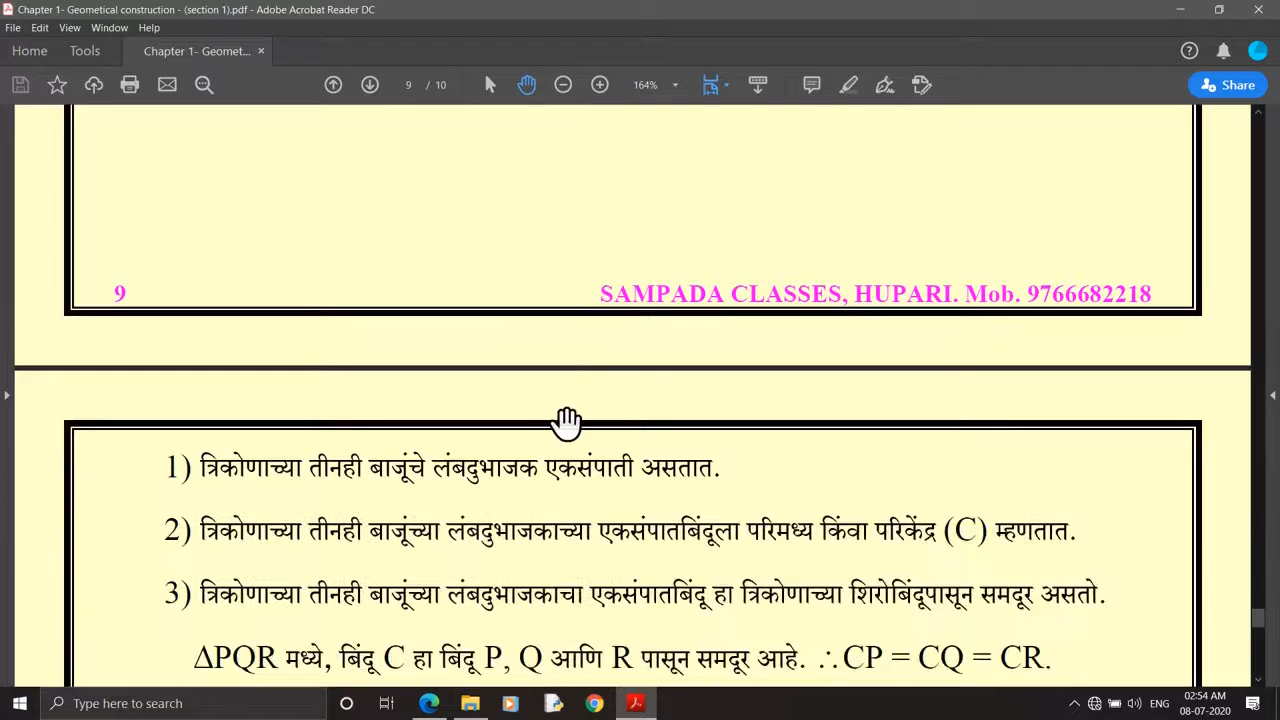 Chapter 1- Geometical construction - (section 1).pdf - Adobe Acrobat Reader DC
File Edit View Window Help
Home Tools Chapter 1- Geomet... ×
9 / 10 164% Share
9 SAMPADA CLASSES, HUPARI. Mob. 9766682218
1) त्रिकोणाच्या तीनही बाजूंचे लंबदुभाजक एकसंपाती असतात.
2) त्रिकोणाच्या तीनही बाजूंच्या लंबदुभाजकाच्या एकसंपातबिंदूला परिमध्य किंवा परिकेंद्र (C) म्हणतात.
3) त्रिकोणाच्या तीनही बाजूंच्या लंबदुभाजकाचा एकसंपातबिंदू हा त्रिकोणाच्या शिरोबिंदूपासून समदूर असतो.
ΔPQR मध्ये, बिंदू C हा बिंदू P, Q आणि R पासून समदूर आहे. ∴CP = CQ = CR.
Type here to search ENG 02:54 AM
08-07-2020